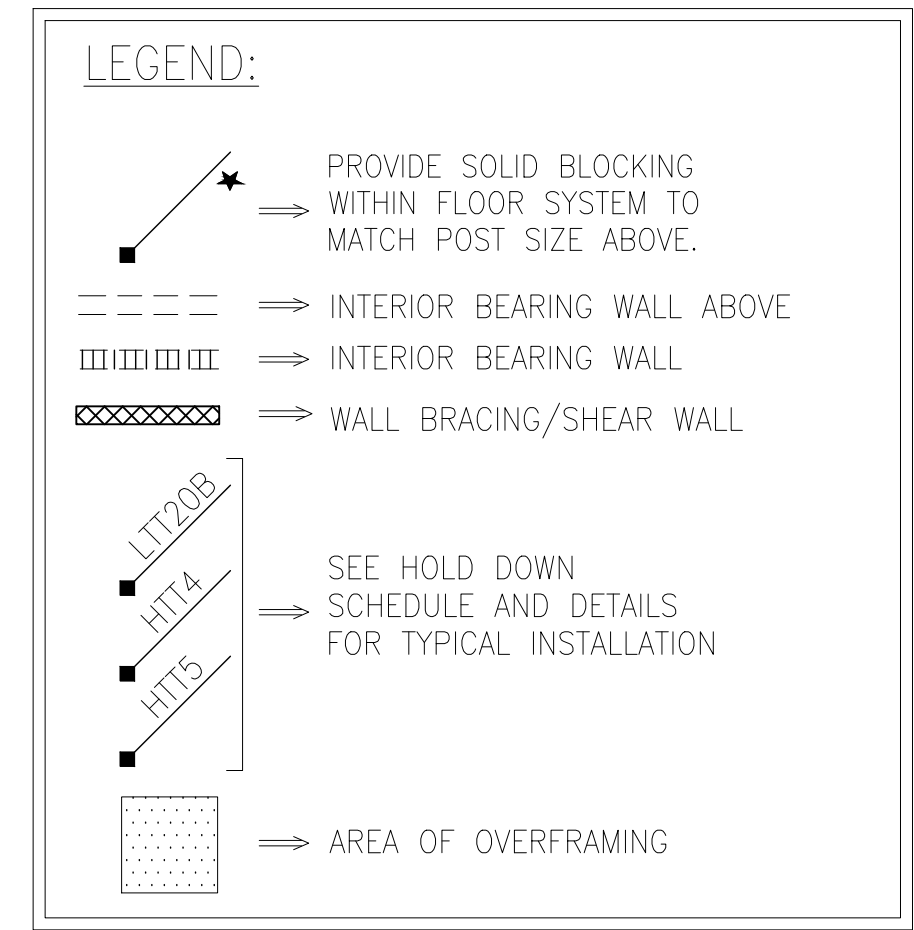 LEGEND:
PROVIDE SOLID BLOCKING
WITHIN FLOOR SYSTEM TO
MATCH POST SIZE ABOVE.
INTERIOR BEARING WALL ABOVE
INTERIOR BEARING WALL
WALL BRACING/SHEAR WALL
LTT20B
HTT4
HTT5
SEE HOLD DOWN
SCHEDULE AND DETAILS
FOR TYPICAL INSTALLATION
AREA OF OVERFRAMING